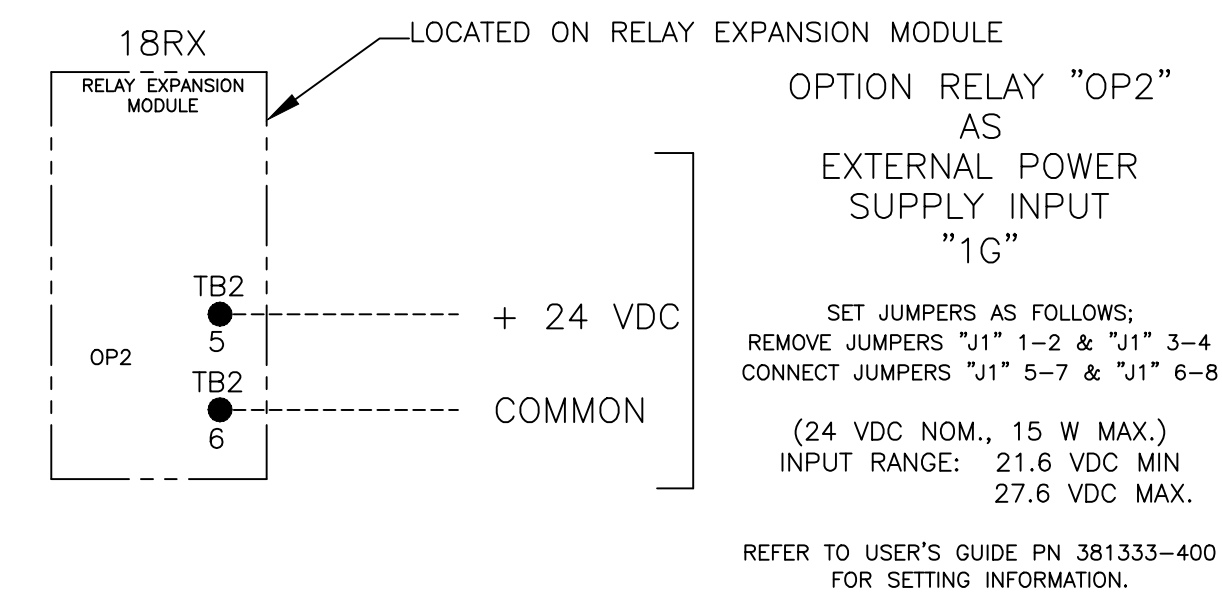 18RX
LOCATED ON RELAY EXPANSION MODULE
RELAY EXPANSION
MODULE
TB2
5
OP2
TB2
6
+ 24 VDC
COMMON
OPTION RELAY "OP2"
AS
EXTERNAL POWER
SUPPLY INPUT
"1G"
SET JUMPERS AS FOLLOWS;
REMOVE JUMPERS "J1" 1-2 & "J1" 3-4
CONNECT JUMPERS "J1" 5-7 & "J1" 6-8
(24 VDC NOM., 15 W MAX.)
INPUT RANGE: 21.6 VDC MIN
27.6 VDC MAX.
REFER TO USER'S GUIDE PN 381333-400
FOR SETTING INFORMATION.